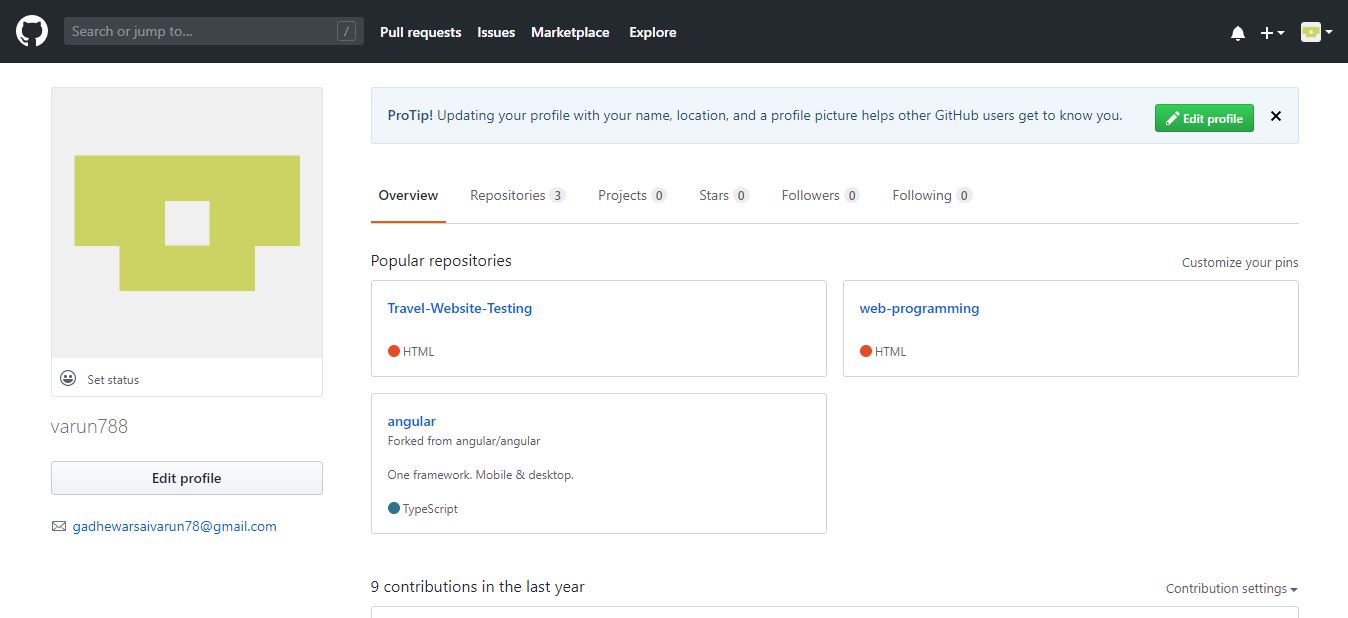 Search or jump to... /
Pull requests Issues Marketplace Explore
ProTip! Updating your profile with your name, location, and a profile picture helps other GitHub users get to know you.
Edit profile
Overview Repositories 3 Projects 0 Stars 0 Followers 0 Following 0
Set status
varun788
Edit profile
gadhewarsaivarun78@gmail.com
Popular repositories
Customize your pins
Travel-Website-Testing
HTML
web-programming
HTML
angular
Forked from angular/angular
One framework. Mobile & desktop.
TypeScript
9 contributions in the last year
Contribution settings